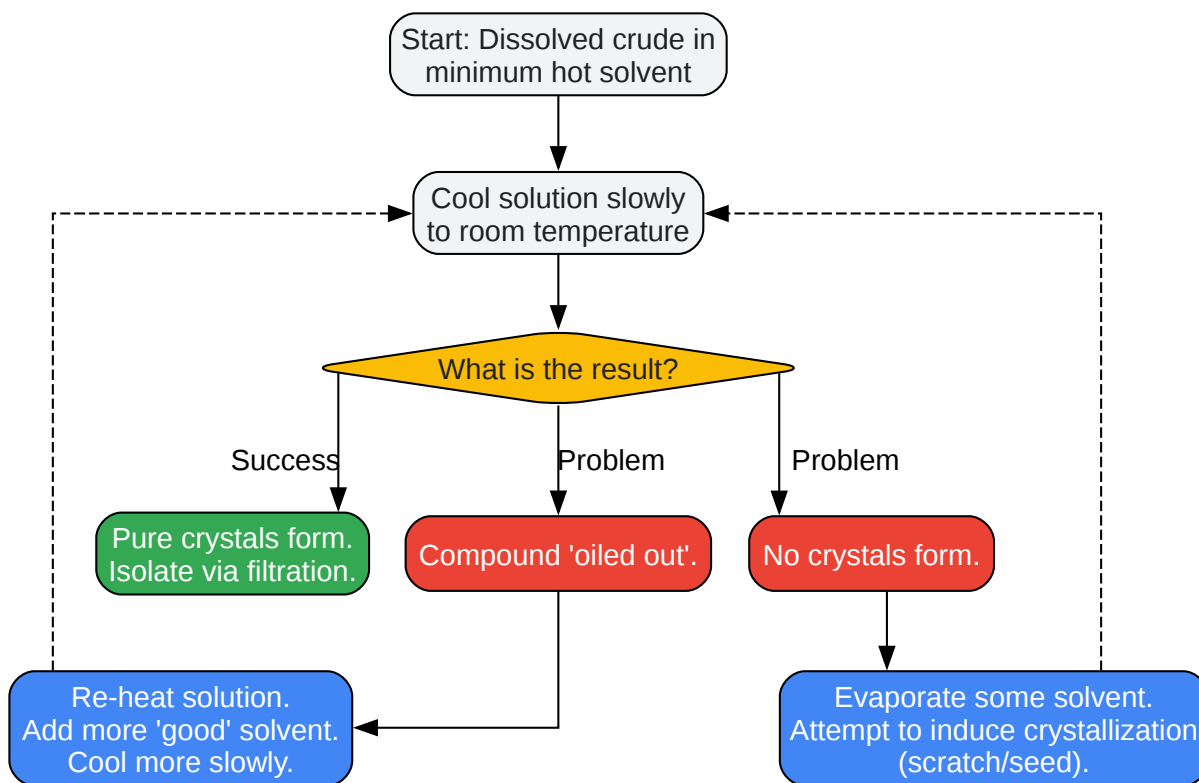 Start: Dissolved crude in
minimum hot solvent
Cool solution slowly
to room temperature
What is the result?
Success
Problem
Problem
Pure crystals form.
Isolate via filtration.
Compound 'oiled out'.
No crystals form.
Re-heat solution.
Add more 'good' solvent.
Cool more slowly.
Evaporate some solvent.
Attempt to induce crystallization
(scratch/seed).